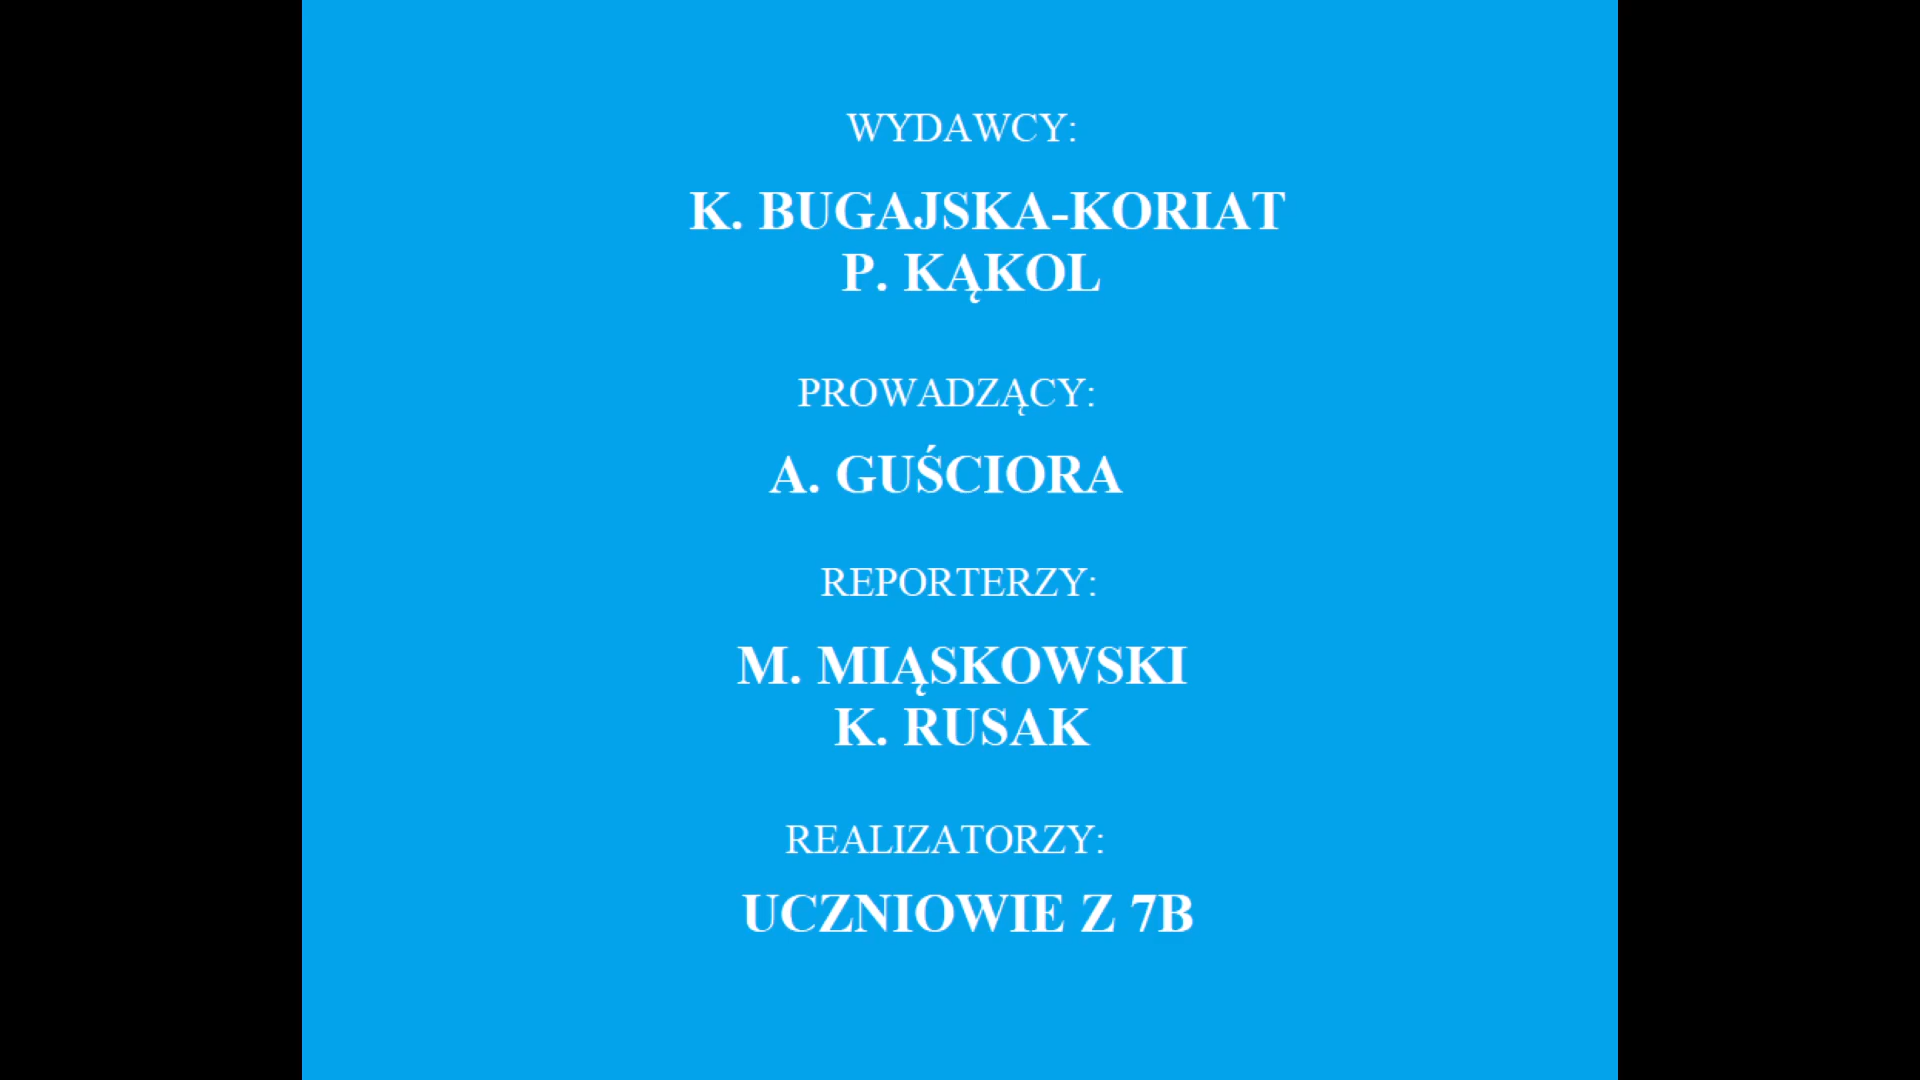 WYDAWCY:
K. BUGAJSKA-KORIAT
P. KĄKOL
PROWADZĄCY:
A. GUŚCIORA
REPORTERZY:
M. MIĄSKOWSKI
K. RUSAK
REALIZATORZY:
UCZNIOWIE Z 7B